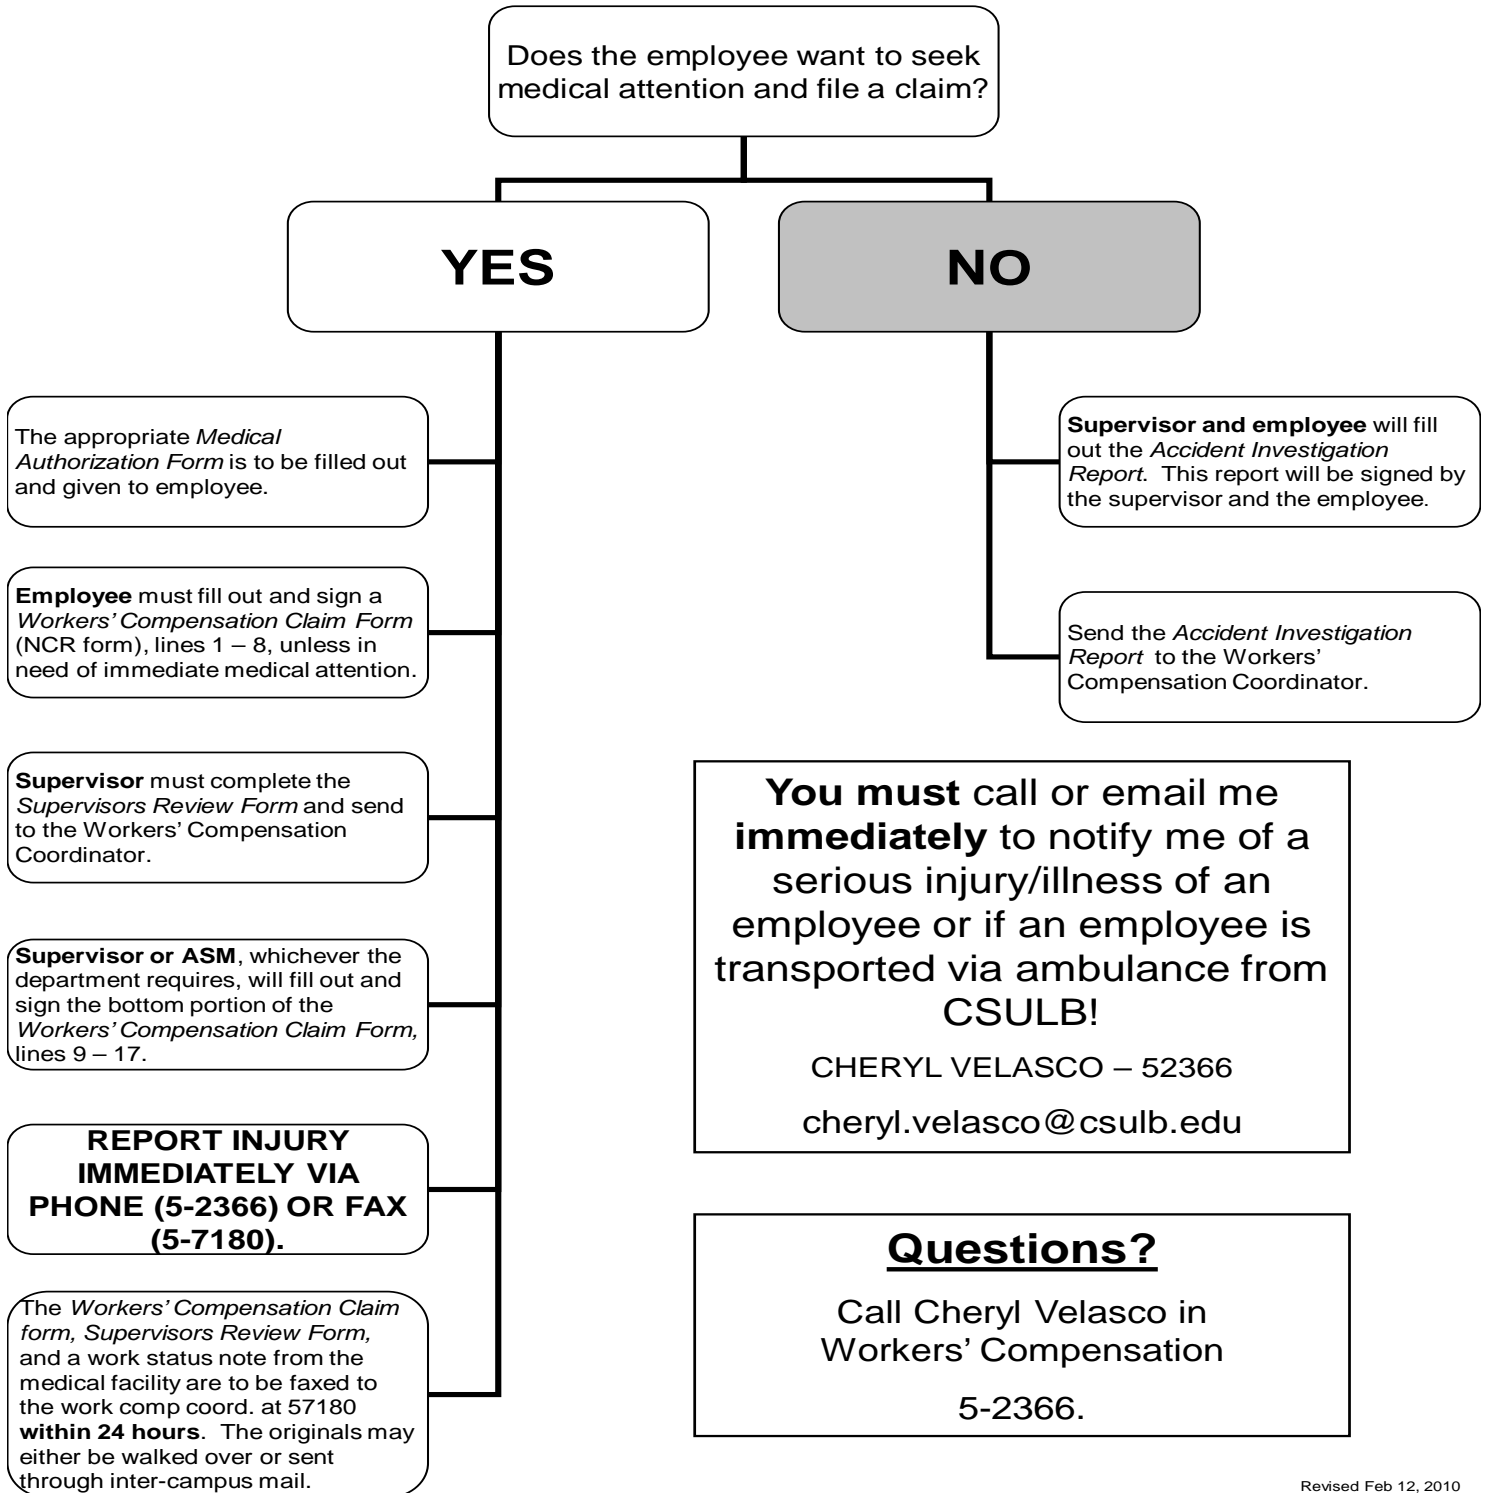 Does the employee want to seek
medical attention and file a claim?
YES
NO
The appropriate Medical
Authorization Form is to be filled out
and given to employee.
Employee must fill out and sign a
Workers’ Compensation Claim Form
(NCR form), lines 1 – 8, unless in
need of immediate medical attention.
Supervisor must complete the
Supervisors Review Form and send
to the Workers’ Compensation
Coordinator.
Supervisor or ASM, whichever the
department requires, will fill out and
sign the bottom portion of the
Workers’ Compensation Claim Form,
lines 9 – 17.
REPORT INJURY
IMMEDIATELY VIA
PHONE (5-2366) OR FAX
(5-7180).
The Workers’ Compensation Claim
form, Supervisors Review Form,
and a work status note from the
medical facility are to be faxed to
the work comp coord. at 57180
within 24 hours. The originals may
either be walked over or sent
through inter-campus mail.
Supervisor and employee will fill
out the Accident Investigation
Report. This report will be signed by
the supervisor and the employee.
Send the Accident Investigation
Report to the Workers’
Compensation Coordinator.
You must call or email me
immediately to notify me of a
serious injury/illness of an
employee or if an employee is
transported via ambulance from
CSULB!
CHERYL VELASCO – 52366
cheryl.velasco@csulb.edu
Questions?
Call Cheryl Velasco in
Workers’ Compensation
5-2366.
Revised Feb 12, 2010